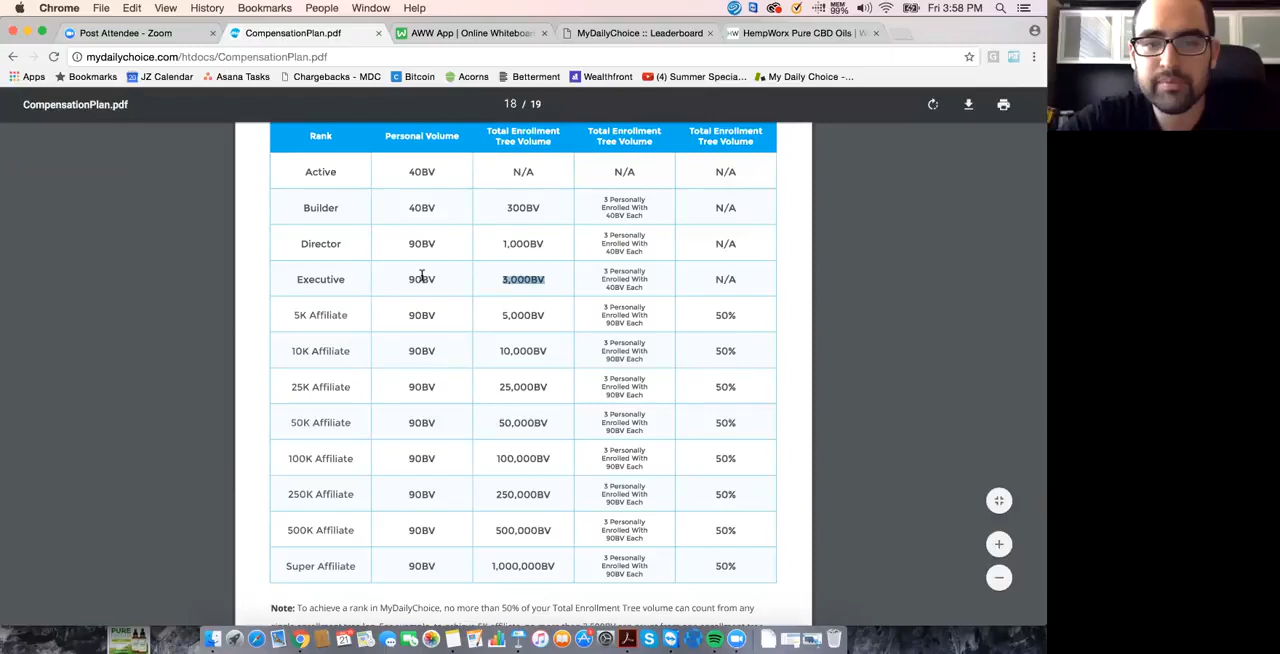 Chrome File Edit View History Bookmarks People Window Help MEM 99% Fri 3:58 PM
Post Attendee - Zoom × CompensationPlan.pdf × AWW App | Online Whiteboar × MyDailyChoice :: Leaderboard × HempWorx Pure CBD Oils | W ×
mydailychoice.com/htdocs/CompensationPlan.pdf
Apps Bookmarks JZ Calendar Asana Tasks Chargebacks - MDC Bitcoin Acorns Betterment Wealthfront (4) Summer Specia... My Daily Choice -...
CompensationPlan.pdf 18 / 19
Rank Personal Volume Total Enrollment Tree Volume Total Enrollment Tree Volume Total Enrollment Tree Volume
Active 40BV N/A N/A N/A
Builder 40BV 300BV 3 Personally Enrolled With 40BV Each N/A
Director 90BV 1,000BV 3 Personally Enrolled With 40BV Each N/A
Executive 90BV 3,000BV 3 Personally Enrolled With 40BV Each N/A
5K Affiliate 90BV 5,000BV 3 Personally Enrolled With 90BV Each 50%
10K Affiliate 90BV 10,000BV 3 Personally Enrolled With 90BV Each 50%
25K Affiliate 90BV 25,000BV 3 Personally Enrolled With 90BV Each 50%
50K Affiliate 90BV 50,000BV 3 Personally Enrolled With 90BV Each 50%
100K Affiliate 90BV 100,000BV 3 Personally Enrolled With 90BV Each 50%
250K Affiliate 90BV 250,000BV 3 Personally Enrolled With 90BV Each 50%
500K Affiliate 90BV 500,000BV 3 Personally Enrolled With 90BV Each 50%
Super Affiliate 90BV 1,000,000BV 3 Personally Enrolled With 90BV Each 50%
Note: To achieve a rank in MyDailyChoice, no more than 50% of your Total Enrollment Tree volume can count from any
PURE